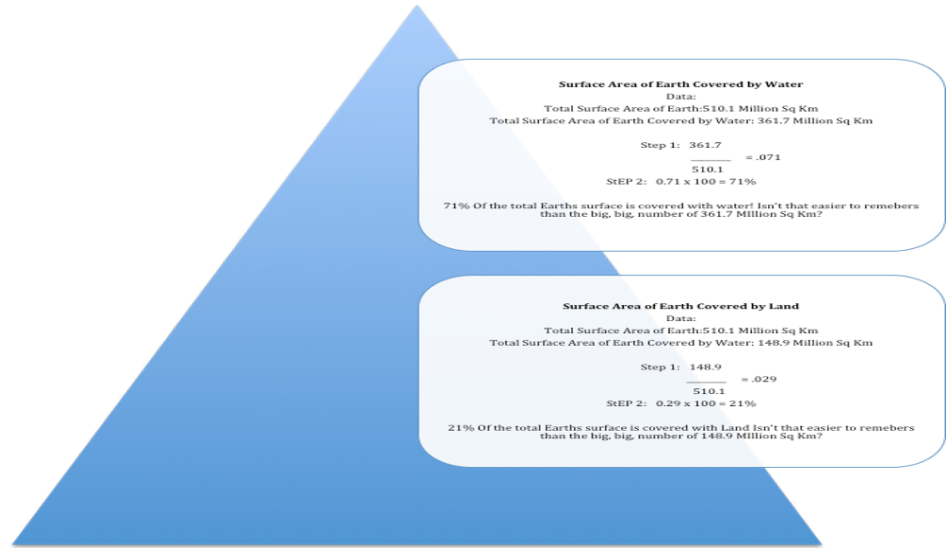 Surface Area of Earth Covered by Water
Data:
Total Surface Area of Earth:510.1 Million Sq Km
Total Surface Area of Earth Covered by Water: 361.7 Million Sq Km
Step 1: 361.7
______ = .071
510.1
StEP 2: 0.71 x 100 = 71%
71% Of the total Earths surface is covered with water! Isn't that easier to remebers
than the big, big, number of 361.7 MIllion Sq Km?
Surface Area of Earth Covered by Land
Data:
Total Surface Area of Earth:510.1 Million Sq Km
Total Surface Area of Earth Covered by Water: 148.9 Million Sq Km
Step 1: 148.9
______ = .029
510.1
StEP 2: 0.29 x 100 = 21%
21% Of the total Earths surface is covered with Land Isn't that easier to remebers
than the big, big, number of 148.9 MIllion Sq Km?